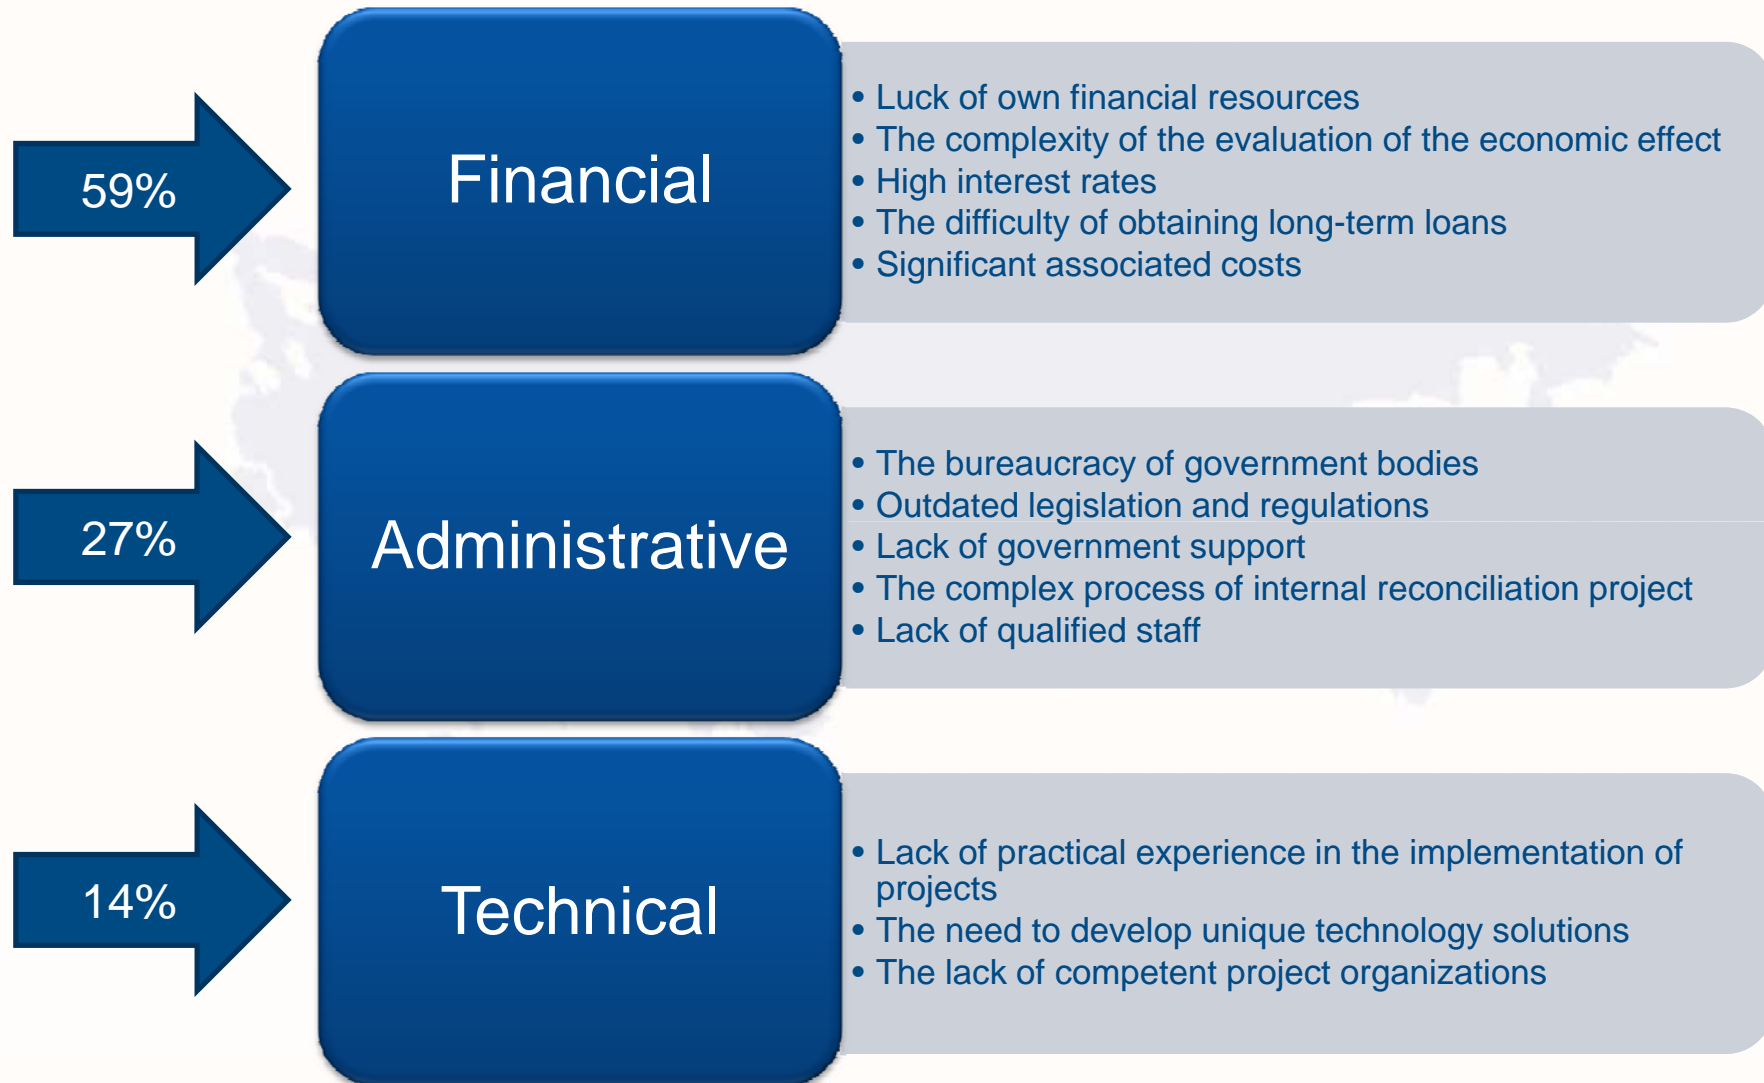 59%
Financial
• Luck of own financial resources
• The complexity of the evaluation of the economic effect
• High interest rates
• The difficulty of obtaining long-term loans
• Significant associated costs
27%
Administrative
• The bureaucracy of government bodies
• Outdated legislation and regulations
• Lack of government support
• The complex process of internal reconciliation project
• Lack of qualified staff
14%
Technical
• Lack of practical experience in the implementation of
projects
• The need to develop unique technology solutions
• The lack of competent project organizations